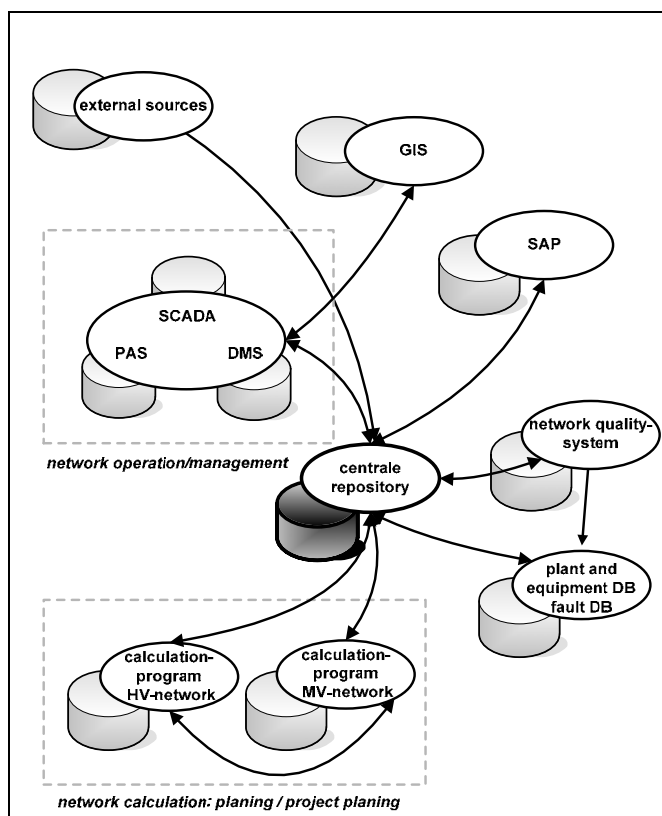 external sources
GIS
SAP
SCADA
PAS DMS
network operation/management
network quality-
system
centrale
repository
plant and
equipment DB
fault DB
calculation-
program
HV-network
calculation-
program
MV-network
network calculation: planing / project planing